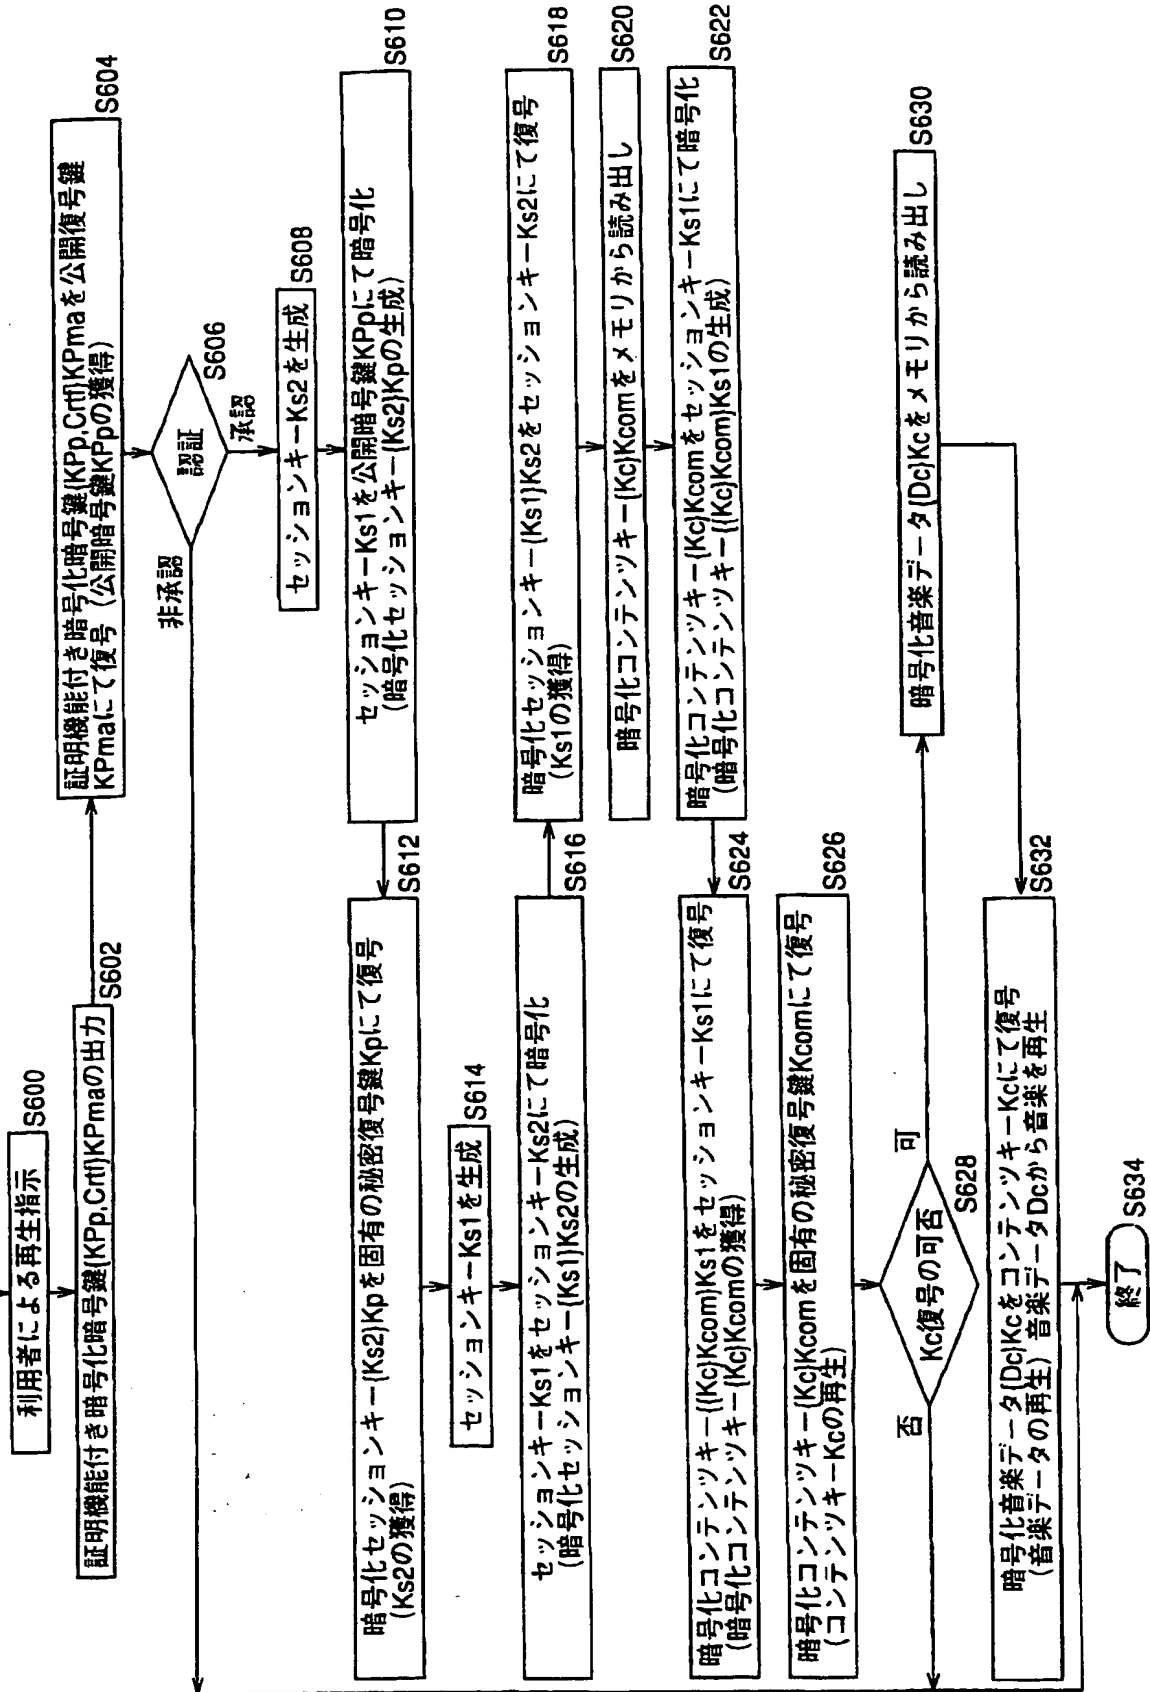 利用者による再生指示
S600
証明機能付き暗号化暗号鍵{KPp,Crtf}KPmaの出力
S602
証明機能付き暗号化暗号鍵{KPp,Crtf}KPmaを公開復号鍵
KPmaにて復号（公開暗号鍵KPpの獲得）
S604
認証
S606
非承認
承認
セッションキーKs2を生成
S608
セッションキーKs1を公開暗号鍵KPpにて暗号化
(暗号化セッションキー{Ks2}Kpの生成)
S610
暗号化セッションキー{Ks2}Kpを固有の秘密復号鍵Kpにて復号
(Ks2の獲得)
S612
セッションキーKs1を生成
S614
セッションキーKs1をセッションキーKs2にて暗号化
(暗号化セッションキー{Ks1}Ks2の生成)
S616
暗号化セッションキー{Ks1}Ks2をセッションキーKs2にて復号
(Ks1の獲得)
S618
暗号化コンテンツキー{Kc}Kcomをメモリから読み出し
S620
暗号化コンテンツキー{Kc}KcomをセッションキーKs1にて暗号化
(暗号化コンテンツキー{{Kc}Kcom}Ks1の生成)
S622
暗号化コンテンツキー{{Kc}Kcom}Ks1をセッションキーKs1にて復号
(暗号化コンテンツキー{Kc}Kcomの獲得)
S624
暗号化コンテンツキー{Kc}Kcomを固有の秘密復号鍵Kcomにて復号
(コンテンツキーKcの再生)
S626
Kc復号の可否
S628
否
可
暗号化音楽データ{Dc}Kcをメモリから読み出し
S630
暗号化音楽データ{Dc}KcをコンテンツキーKcにて復号
(音楽データの再生) 音楽データDcから音楽を再生
S632
終了
S634